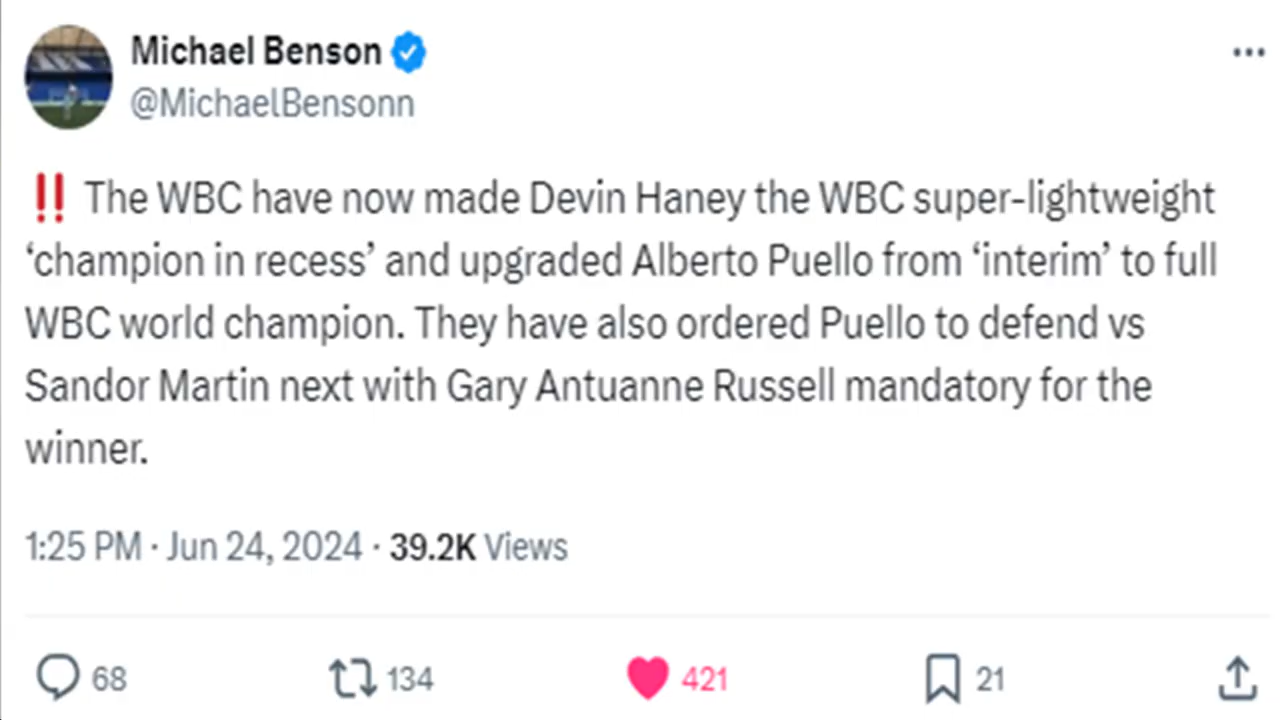 Michael Benson
@MichaelBensonn
‼️ The WBC have now made Devin Haney the WBC super-lightweight
‘champion in recess’ and upgraded Alberto Puello from ‘interim’ to full
WBC world champion. They have also ordered Puello to defend vs
Sandor Martin next with Gary Antuanne Russell mandatory for the
winner.
1:25 PM · Jun 24, 2024 · 39.2K Views
68 134 421 21